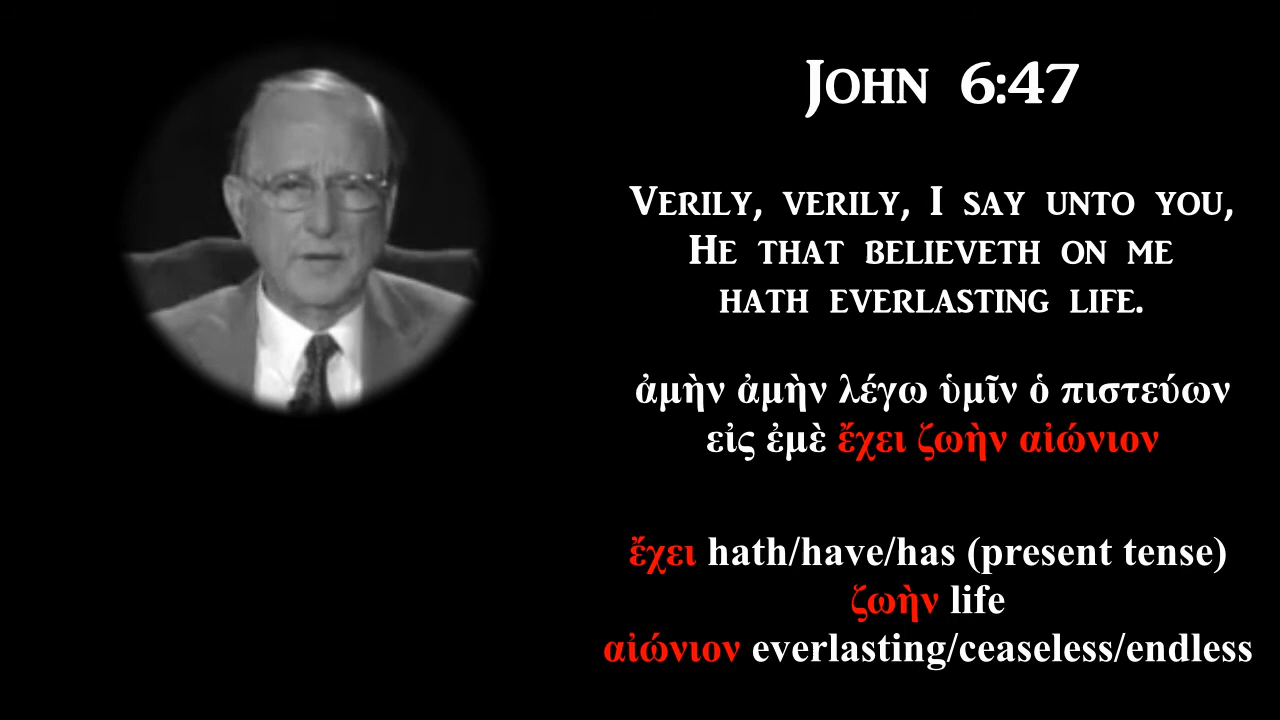 John 6:47
Verily, verily, I say unto you,
He that believeth on me
hath everlasting life.
ἀμὴν ἀμὴν λέγω ὑμῖν ὁ πιστεύων
εἰς ἐμὲ ἔχει ζωὴν αἰώνιον
ἔχει hath/have/has (present tense)
ζωὴν life
αἰώνιον everlasting/ceaseless/endless